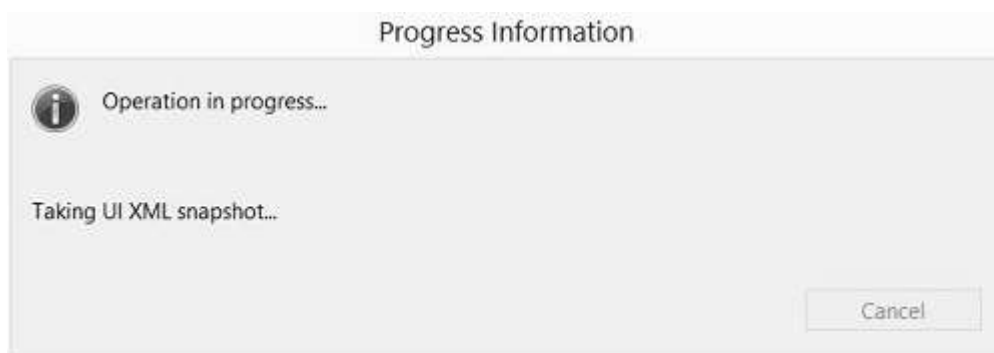 Progress Information
Operation in progress...
Taking UI XML snapshot...
Cancel